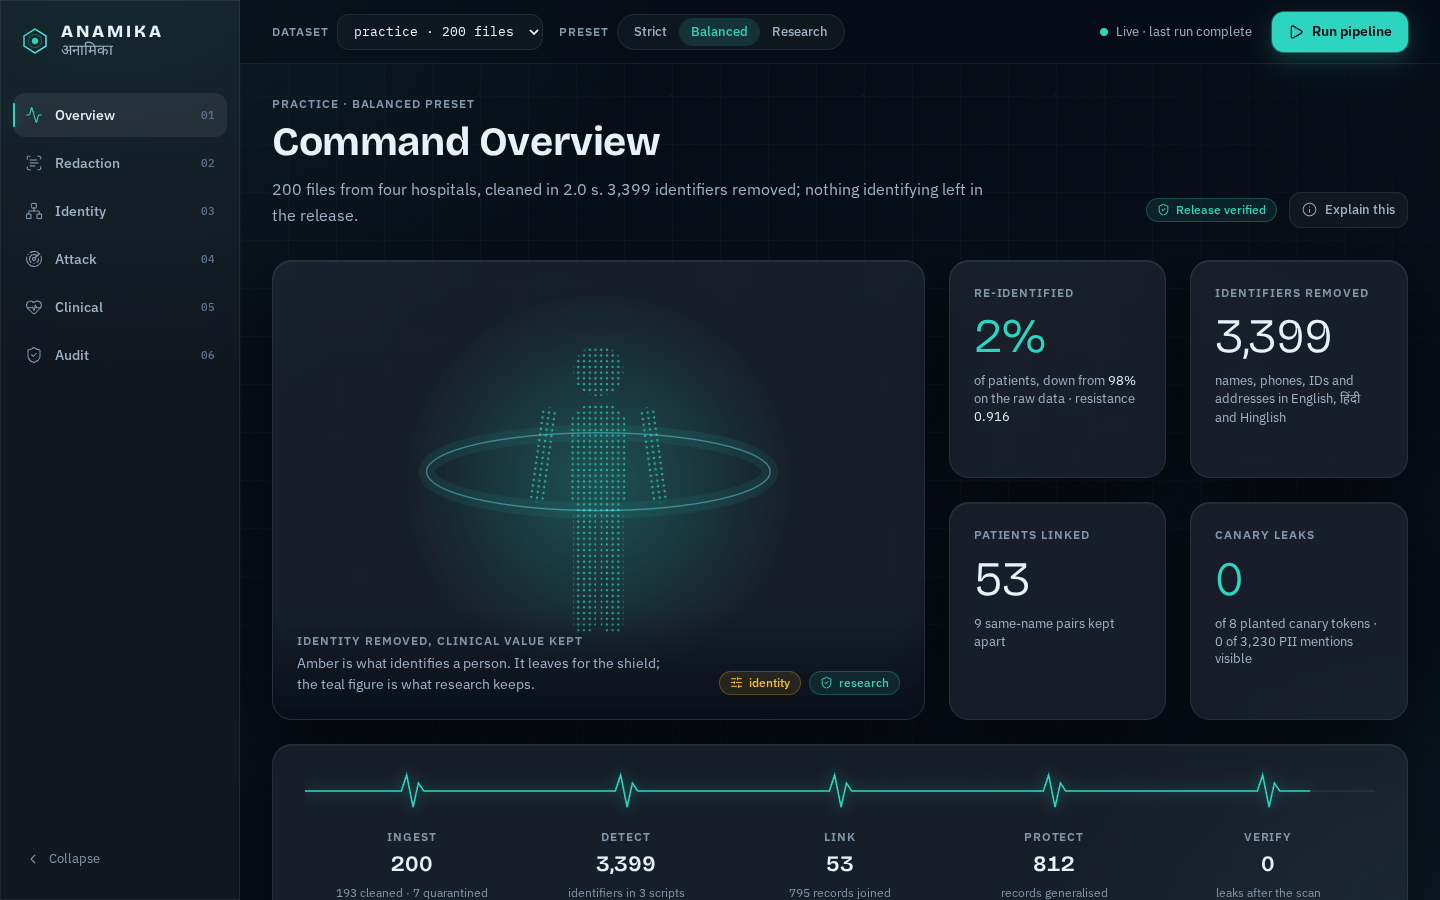 ANAMIKA
अनामिका
Overview 01
Redaction 02
Identity 03
Attack 04
Clinical 05
Audit 06
Collapse
DATASET practice · 200 files PRESET Strict Balanced Research
Live · last run complete Run pipeline
PRACTICE · BALANCED PRESET
Command Overview
200 files from four hospitals, cleaned in 2.0 s. 3,399 identifiers removed; nothing identifying left in
the release.
Release verified Explain this
IDENTITY REMOVED, CLINICAL VALUE KEPT
Amber is what identifies a person. It leaves for the shield;
the teal figure is what research keeps.
identity research
RE-IDENTIFIED
2%
of patients, down from 98%
on the raw data · resistance
0.916
IDENTIFIERS REMOVED
3,399
names, phones, IDs and
addresses in English, हिंदी
and Hinglish
PATIENTS LINKED
53
9 same-name pairs kept
apart
CANARY LEAKS
0
of 8 planted canary tokens ·
0 of 3,230 PII mentions
visible
INGEST
200
193 cleaned · 7 quarantined
DETECT
3,399
identifiers in 3 scripts
LINK
53
795 records joined
PROTECT
812
records generalised
VERIFY
0
leaks after the scan